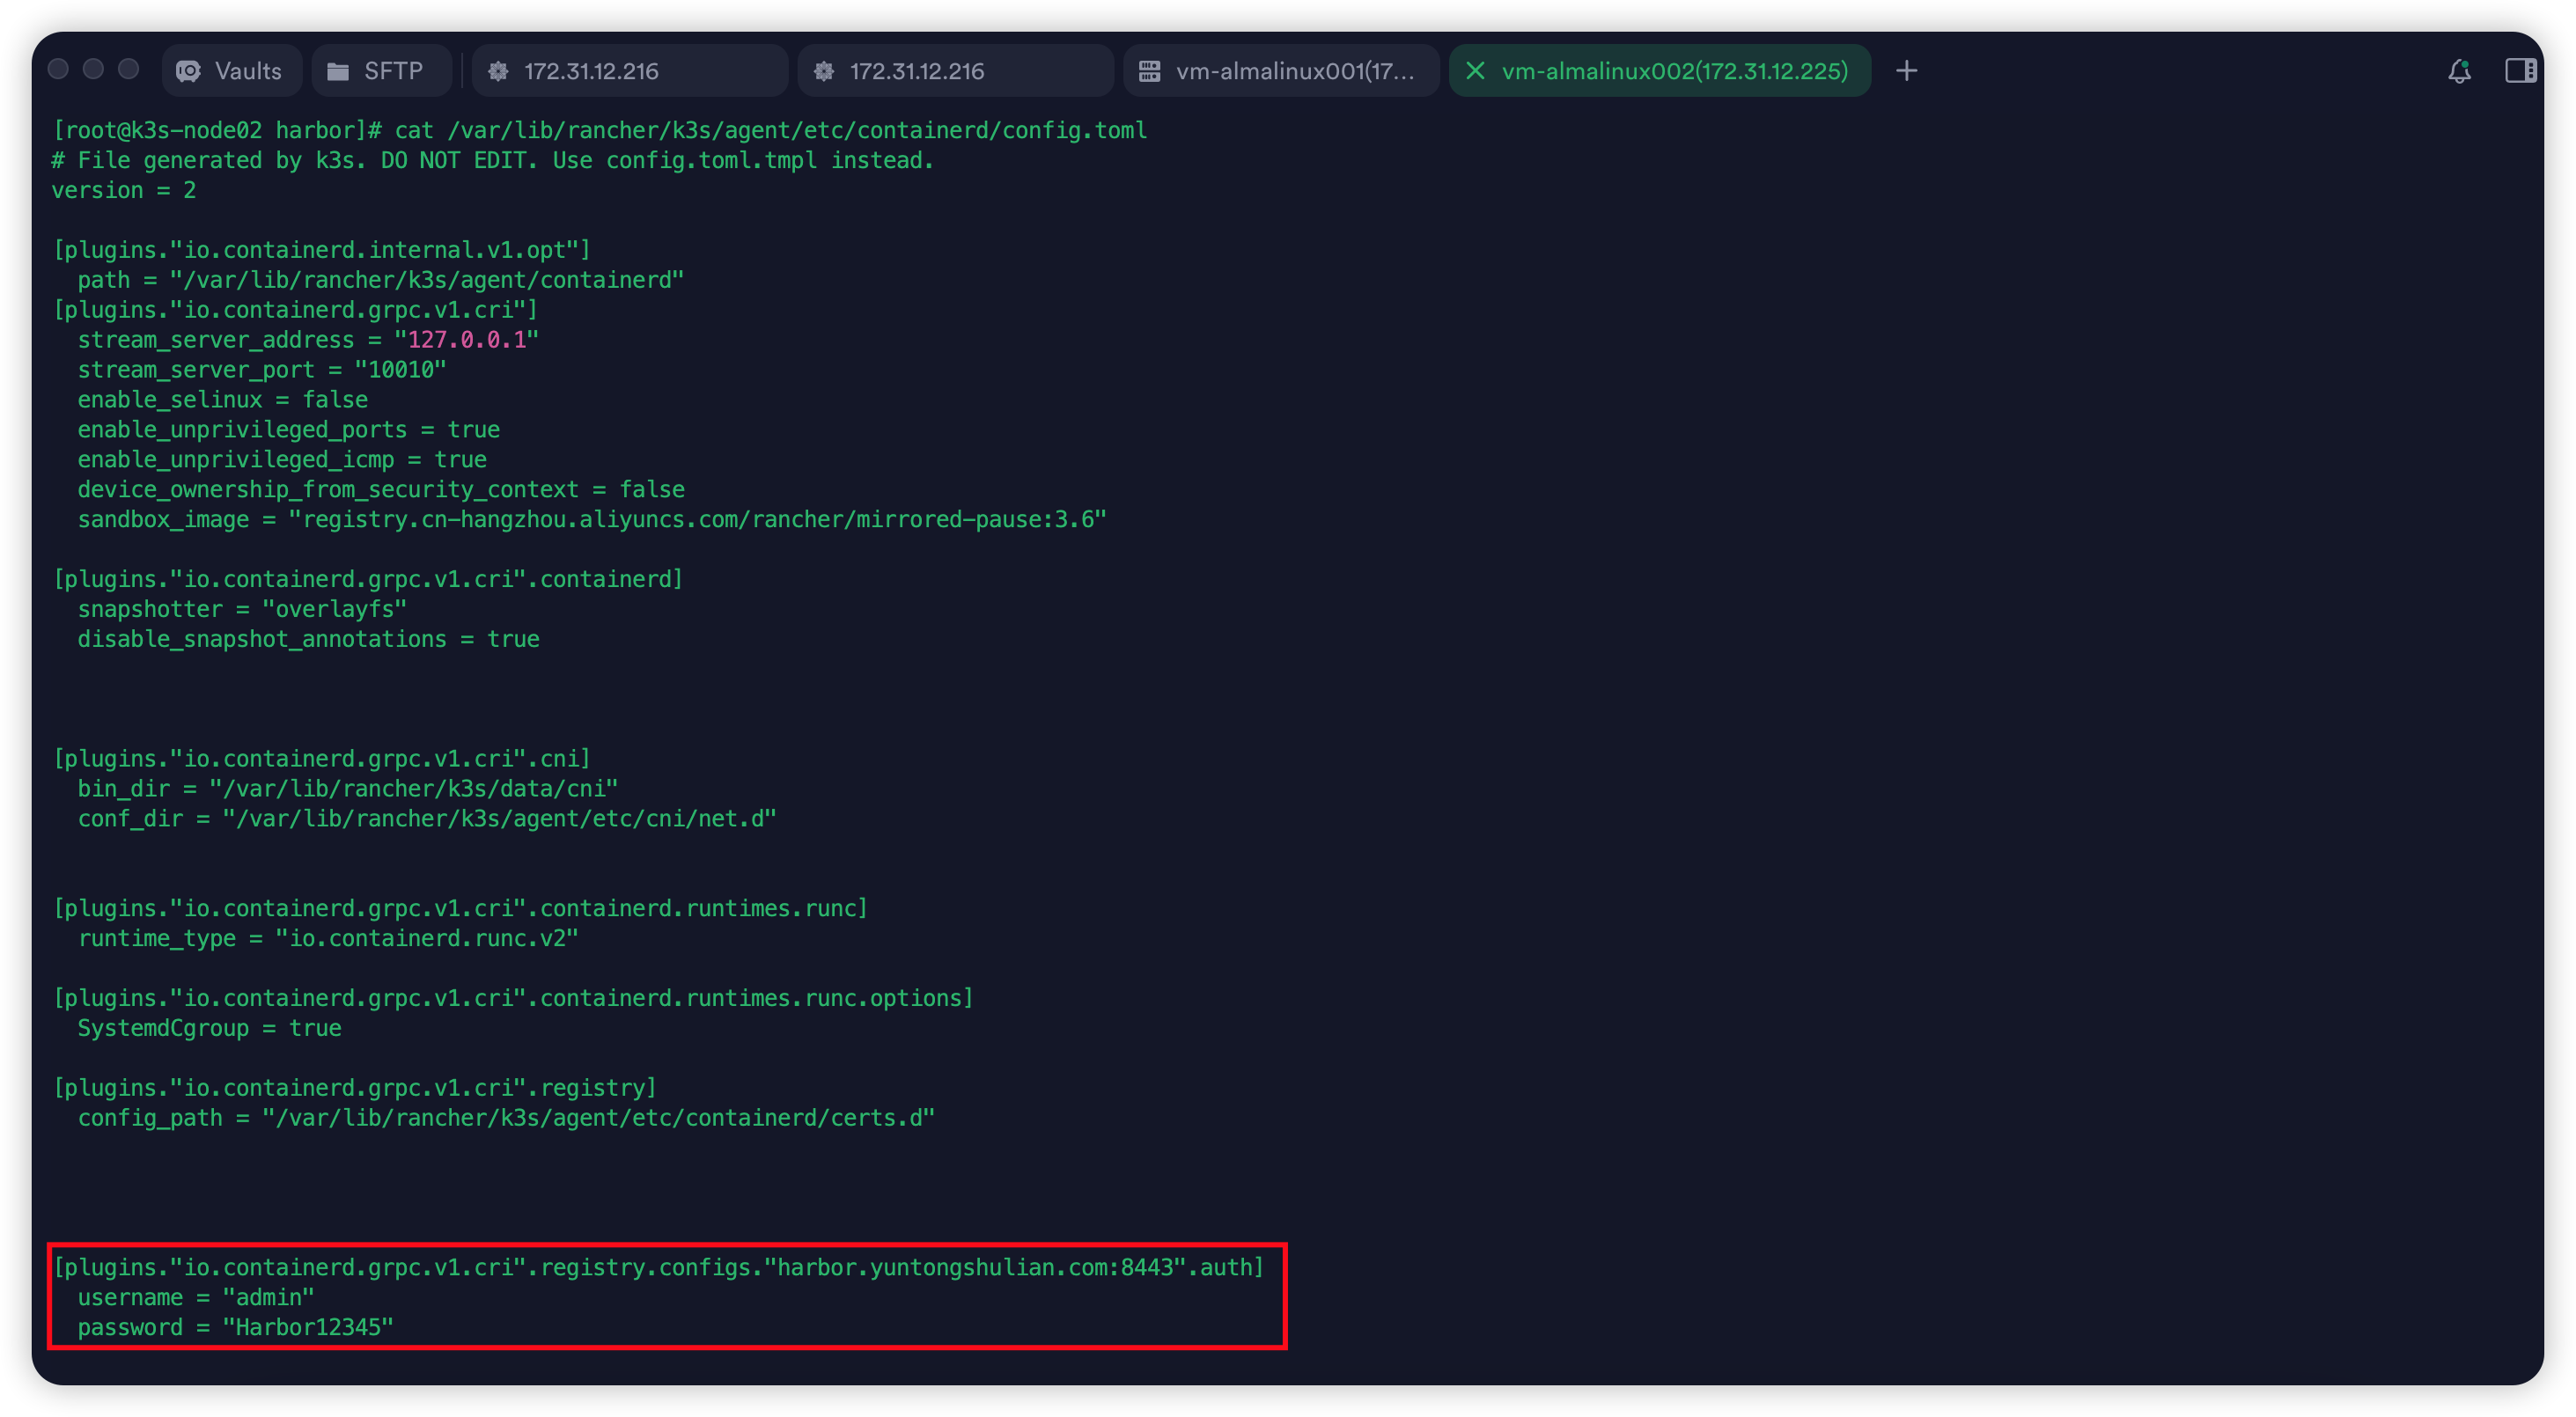 Vaults
SFTP
172.31.12.216
172.31.12.216
vm-almalinux001(17...
vm-almalinux002(172.31.12.225)
[root@k3s-node02 harbor]# cat /var/lib/rancher/k3s/agent/etc/containerd/config.toml
# File generated by k3s. DO NOT EDIT. Use config.toml.tmpl instead.
version = 2
[plugins."io.containerd.internal.v1.opt"]
  path = "/var/lib/rancher/k3s/agent/containerd"
[plugins."io.containerd.grpc.v1.cri"]
  stream_server_address = "127.0.0.1"
  stream_server_port = "10010"
  enable_selinux = false
  enable_unprivileged_ports = true
  enable_unprivileged_icmp = true
  device_ownership_from_security_context = false
  sandbox_image = "registry.cn-hangzhou.aliyuncs.com/rancher/mirrored-pause:3.6"
[plugins."io.containerd.grpc.v1.cri".containerd]
  snapshotter = "overlayfs"
  disable_snapshot_annotations = true
[plugins."io.containerd.grpc.v1.cri".cni]
  bin_dir = "/var/lib/rancher/k3s/data/cni"
  conf_dir = "/var/lib/rancher/k3s/agent/etc/cni/net.d"
[plugins."io.containerd.grpc.v1.cri".containerd.runtimes.runc]
  runtime_type = "io.containerd.runc.v2"
[plugins."io.containerd.grpc.v1.cri".containerd.runtimes.runc.options]
  SystemdCgroup = true
[plugins."io.containerd.grpc.v1.cri".registry]
  config_path = "/var/lib/rancher/k3s/agent/etc/containerd/certs.d"
[plugins."io.containerd.grpc.v1.cri".registry.configs."harbor.yuntongshulian.com:8443".auth]
  username = "admin"
  password = "Harbor12345"